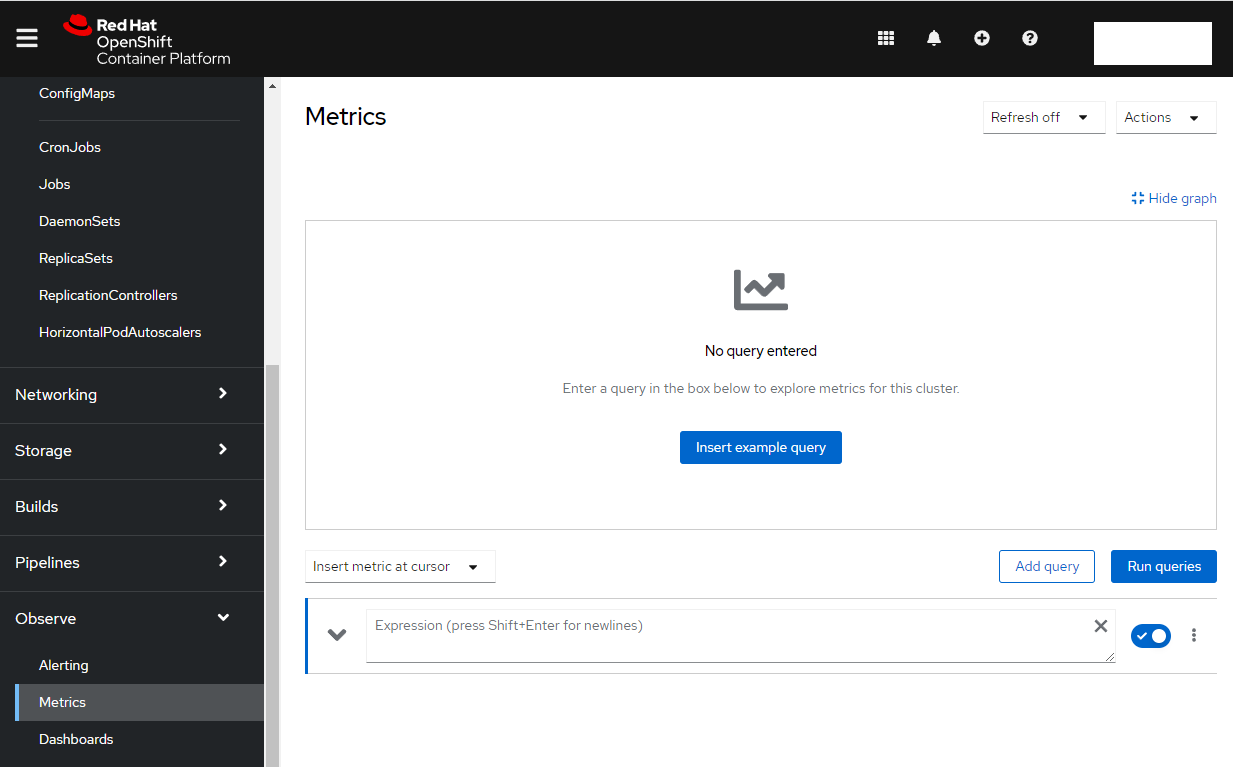 Red Hat
OpenShift
Container Platform
ConfigMaps
CronJobs
Jobs
DaemonSets
ReplicaSets
ReplicationControllers
HorizontalPodAutoscalers
Networking
Storage
Builds
Pipelines
Observe
Alerting
Metrics
Dashboards
Metrics
Refresh off
Actions
Hide graph
No query entered
Enter a query in the box below to explore metrics for this cluster.
Insert example query
Insert metric at cursor
Add query
Run queries
Expression (press Shift+Enter for newlines)